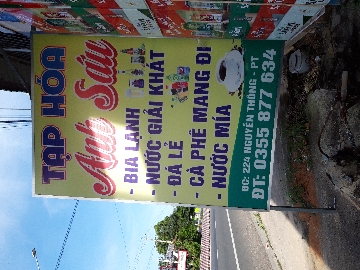 TẠP HÓA
Anh Sáu
- BIA LẠNH
- NƯỚC GIẢI KHÁT
- ĐÁ LẺ
- CÀ PHÊ MANG ĐI
- NƯỚC MÍA
ĐC: 224 NGUYỄN THÔNG - PT
ĐT: 0355 877 634